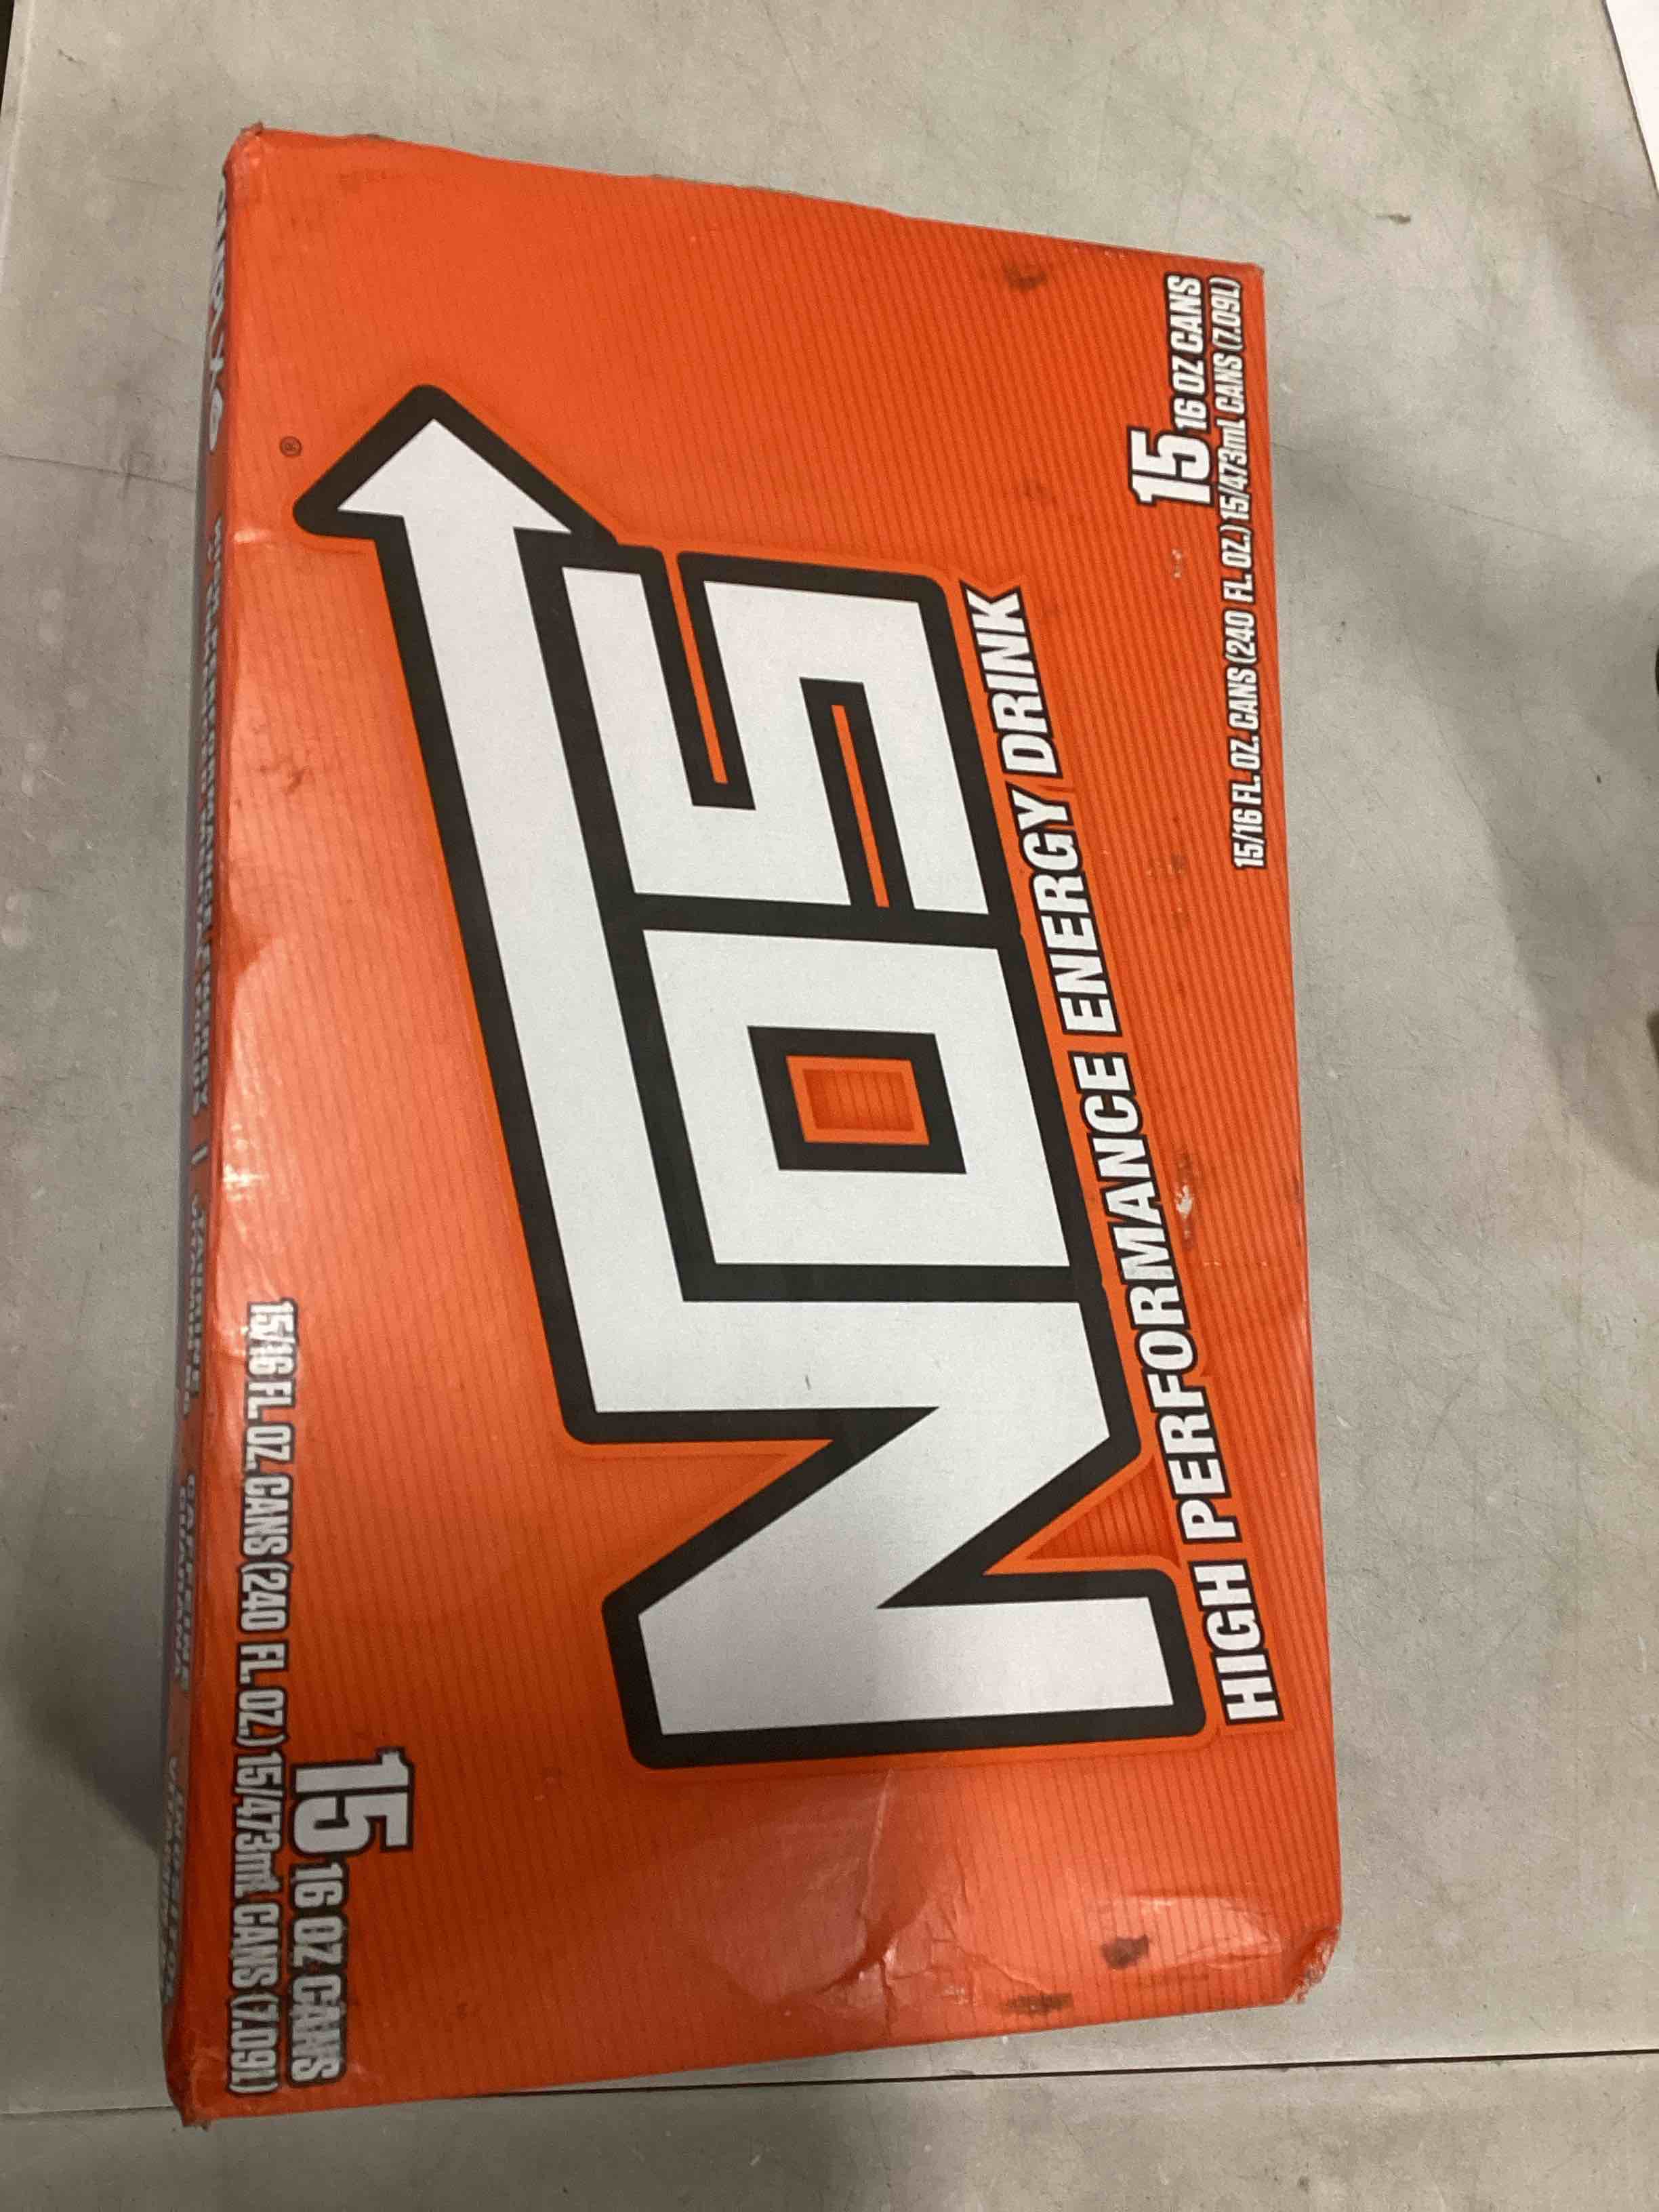 NOS
®
HIGH PERFORMANCE ENERGY DRINK
15 16 OZ CANS
15/16 FL. OZ. CANS (240 FL. OZ.) 15/473mL CANS (7.09L)
15 16 OZ CANS
15/16 FL. OZ. CANS (240 FL. OZ.) 15/473mL CANS (7.09L)